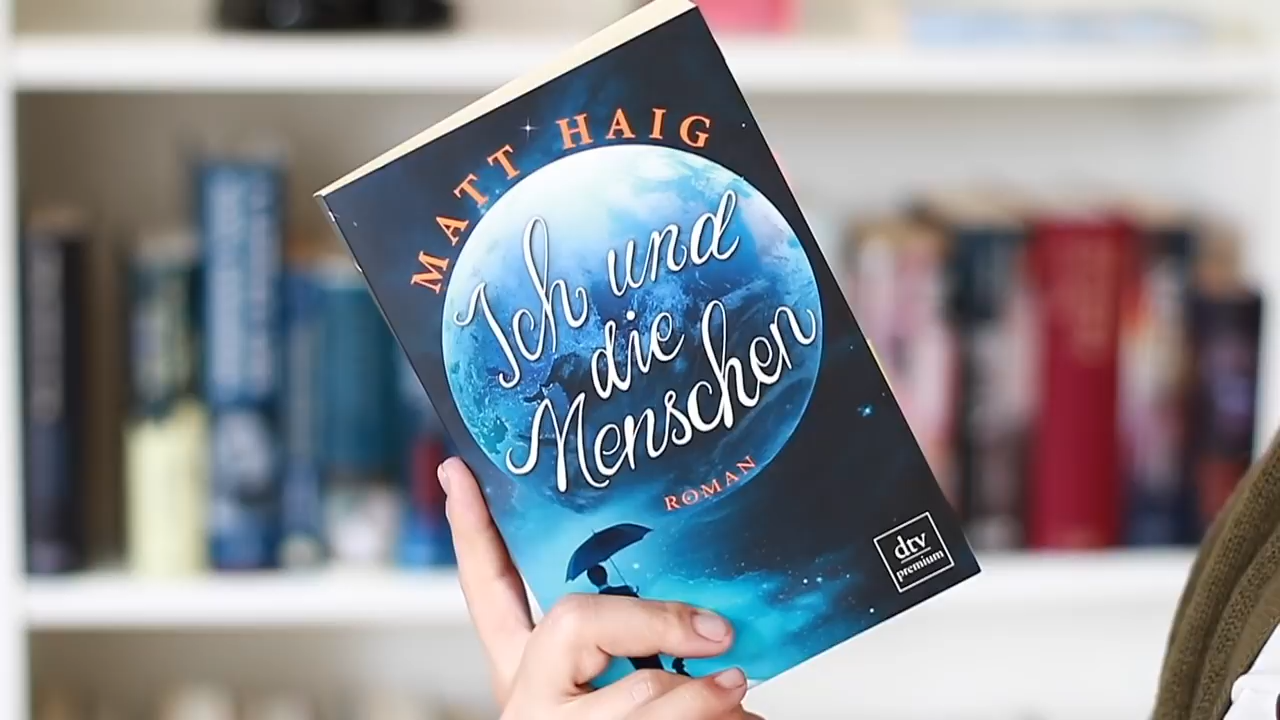 MATT HAIG
Ich und
die
Menschen
ROMAN
dtv
premium